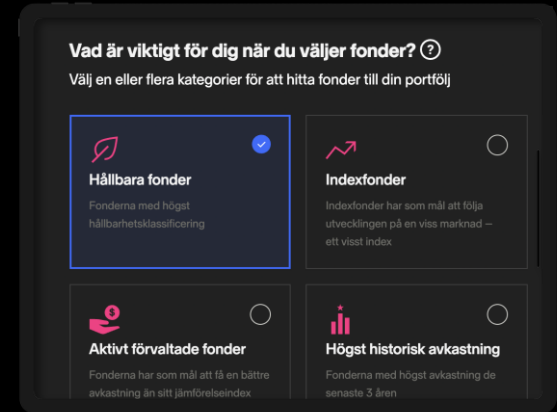 Vad är viktigt för dig när du väljer fonder? ?
Välj en eller flera kategorier för att hitta fonder till din portfölj
Hållbara fonder
Fonderna med högst
hållbarhetsklassificering
Indexfonder
Indexfonder har som mål att följa
utvecklingen på en viss marknad –
ett visst index
Aktivt förvaltade fonder
Fonderna har som mål att få en bättre
avkastning än sitt jämförelseindex
Högst historisk avkastning
Fonderna med högst avkastning de
senaste 3 åren